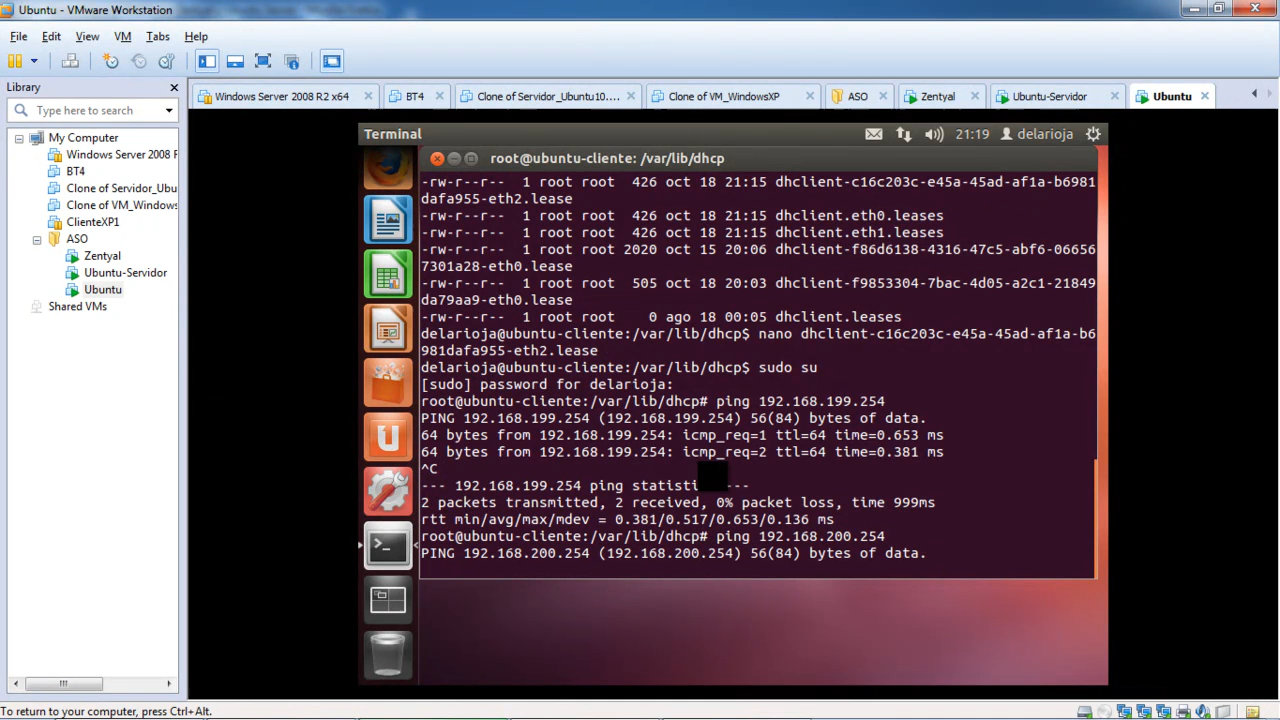 Ubuntu - VMware Workstation
File Edit View VM Tabs Help
Library
Type here to search
My Computer
Windows Server 2008 F
BT4
Clone of Servidor_Ubu
Clone of VM_Windows
ClienteXP1
ASO
Zentyal
Ubuntu-Servidor
Ubuntu
Shared VMs
Windows Server 2008 R2 x64 BT4 Clone of Servidor_Ubuntu10.... Clone of VM_WindowsXP ASO Zentyal Ubuntu-Servidor Ubuntu
Terminal 21:19 delarioja
root@ubuntu-cliente: /var/lib/dhcp
-rw-r--r-- 1 root root 426 oct 18 21:15 dhclient-c16c203c-e45a-45ad-af1a-b6981
dafa955-eth2.lease
-rw-r--r-- 1 root root 426 oct 18 21:15 dhclient.eth0.leases
-rw-r--r-- 1 root root 426 oct 18 21:15 dhclient.eth1.leases
-rw-r--r-- 1 root root 2020 oct 15 20:06 dhclient-f86d6138-4316-47c5-abf6-06656
7301a28-eth0.lease
-rw-r--r-- 1 root root 505 oct 18 20:03 dhclient-f9853304-7bac-4d05-a2c1-21849
da79aa9-eth0.lease
-rw-r--r-- 1 root root 0 ago 18 00:05 dhclient.leases
delarioja@ubuntu-cliente:/var/lib/dhcp$ nano dhclient-c16c203c-e45a-45ad-af1a-b6
981dafa955-eth2.lease
delarioja@ubuntu-cliente:/var/lib/dhcp$ sudo su
[sudo] password for delarioja:
root@ubuntu-cliente:/var/lib/dhcp# ping 192.168.199.254
PING 192.168.199.254 (192.168.199.254) 56(84) bytes of data.
64 bytes from 192.168.199.254: icmp_req=1 ttl=64 time=0.653 ms
64 bytes from 192.168.199.254: icmp_req=2 ttl=64 time=0.381 ms
^C
--- 192.168.199.254 ping statisti ---
2 packets transmitted, 2 received, 0% packet loss, time 999ms
rtt min/avg/max/mdev = 0.381/0.517/0.653/0.136 ms
root@ubuntu-cliente:/var/lib/dhcp# ping 192.168.200.254
PING 192.168.200.254 (192.168.200.254) 56(84) bytes of data.
To return to your computer, press Ctrl+Alt.